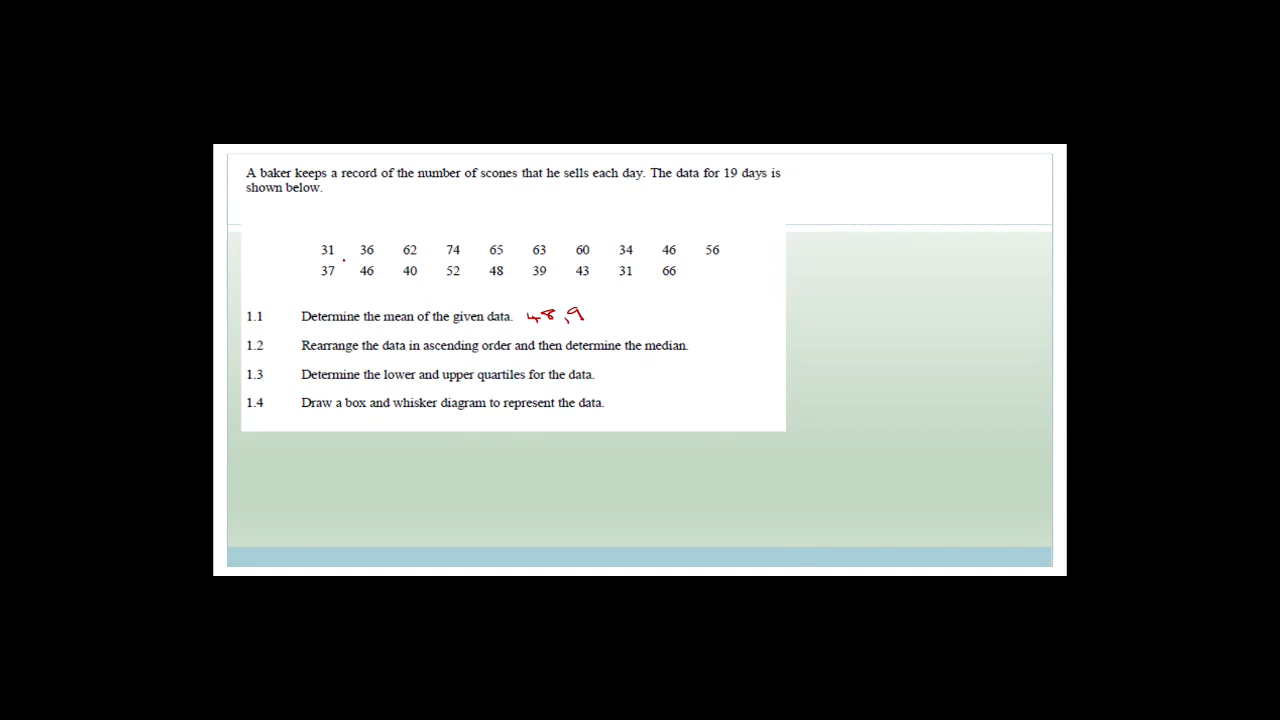 A baker keeps a record of the number of scones that he sells each day. The data for 19 days is
shown below.
31 36 62 74 65 63 60 34 46 56
37 46 40 52 48 39 43 31 66
1.1 Determine the mean of the given data. 48,9
1.2 Rearrange the data in ascending order and then determine the median.
1.3 Determine the lower and upper quartiles for the data.
1.4 Draw a box and whisker diagram to represent the data.